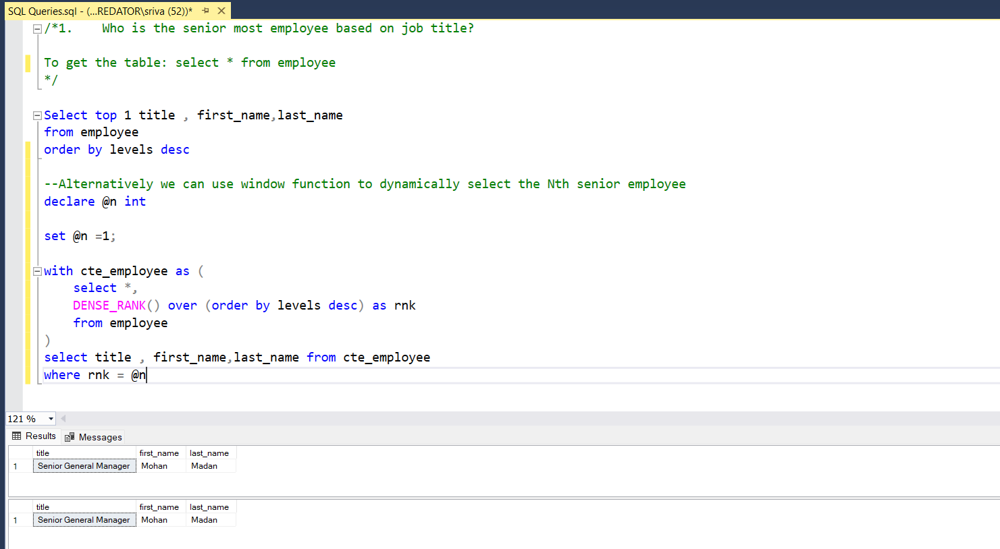 SQL Queries.sql - (...REDATOR\sriva (52))*
/*1.    Who is the senior most employee based on job title?
To get the table: select * from employee
*/
Select top 1 title , first_name,last_name
from employee
order by levels desc
--Alternatively we can use window function to dynamically select the Nth senior employee
declare @n int
set @n =1;
with cte_employee as (
    select *,
    DENSE_RANK() over (order by levels desc) as rnk
    from employee
)
select title , first_name,last_name from cte_employee
where rnk = @n
121 %
Results Messages
title first_name last_name
1 Senior General Manager Mohan Madan
title first_name last_name
1 Senior General Manager Mohan Madan